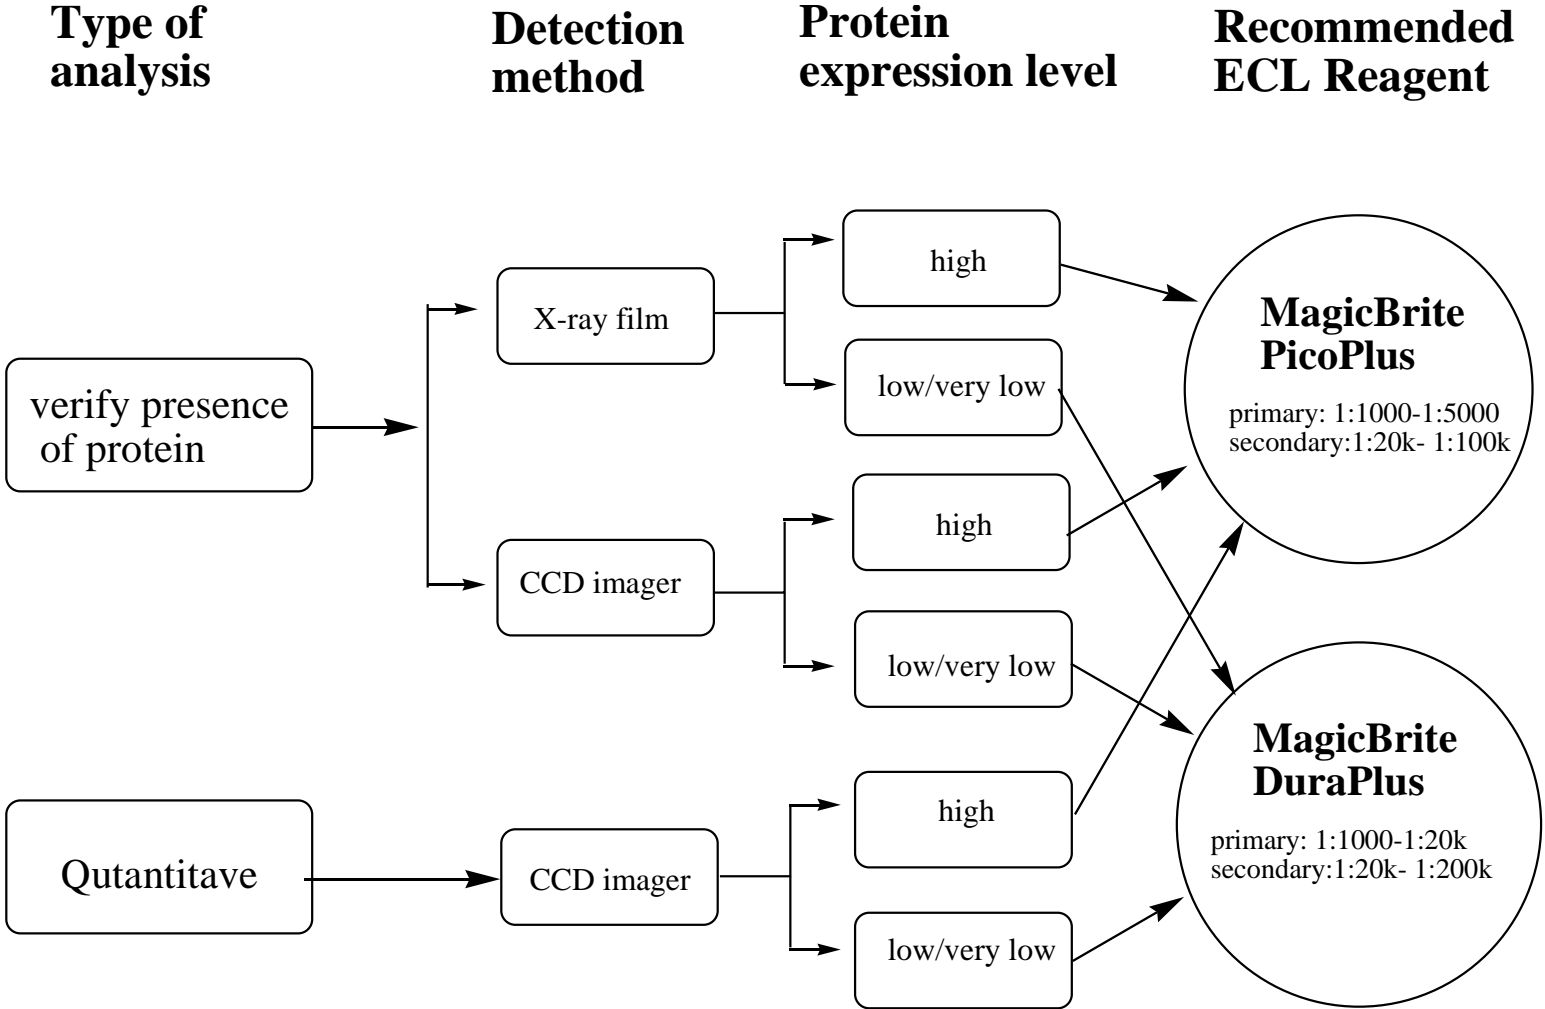 Type of
analysis
Detection
method
Protein
expression level
Recommended
ECL Reagent
verify presence
of protein
X-ray film
high
low/very low
CCD imager
high
low/very low
Qutantitave
CCD imager
high
low/very low
MagicBrite
PicoPlus
primary: 1:1000-1:5000
secondary:1:20k- 1:100k
MagicBrite
DuraPlus
primary: 1:1000-1:20k
secondary:1:20k- 1:200k